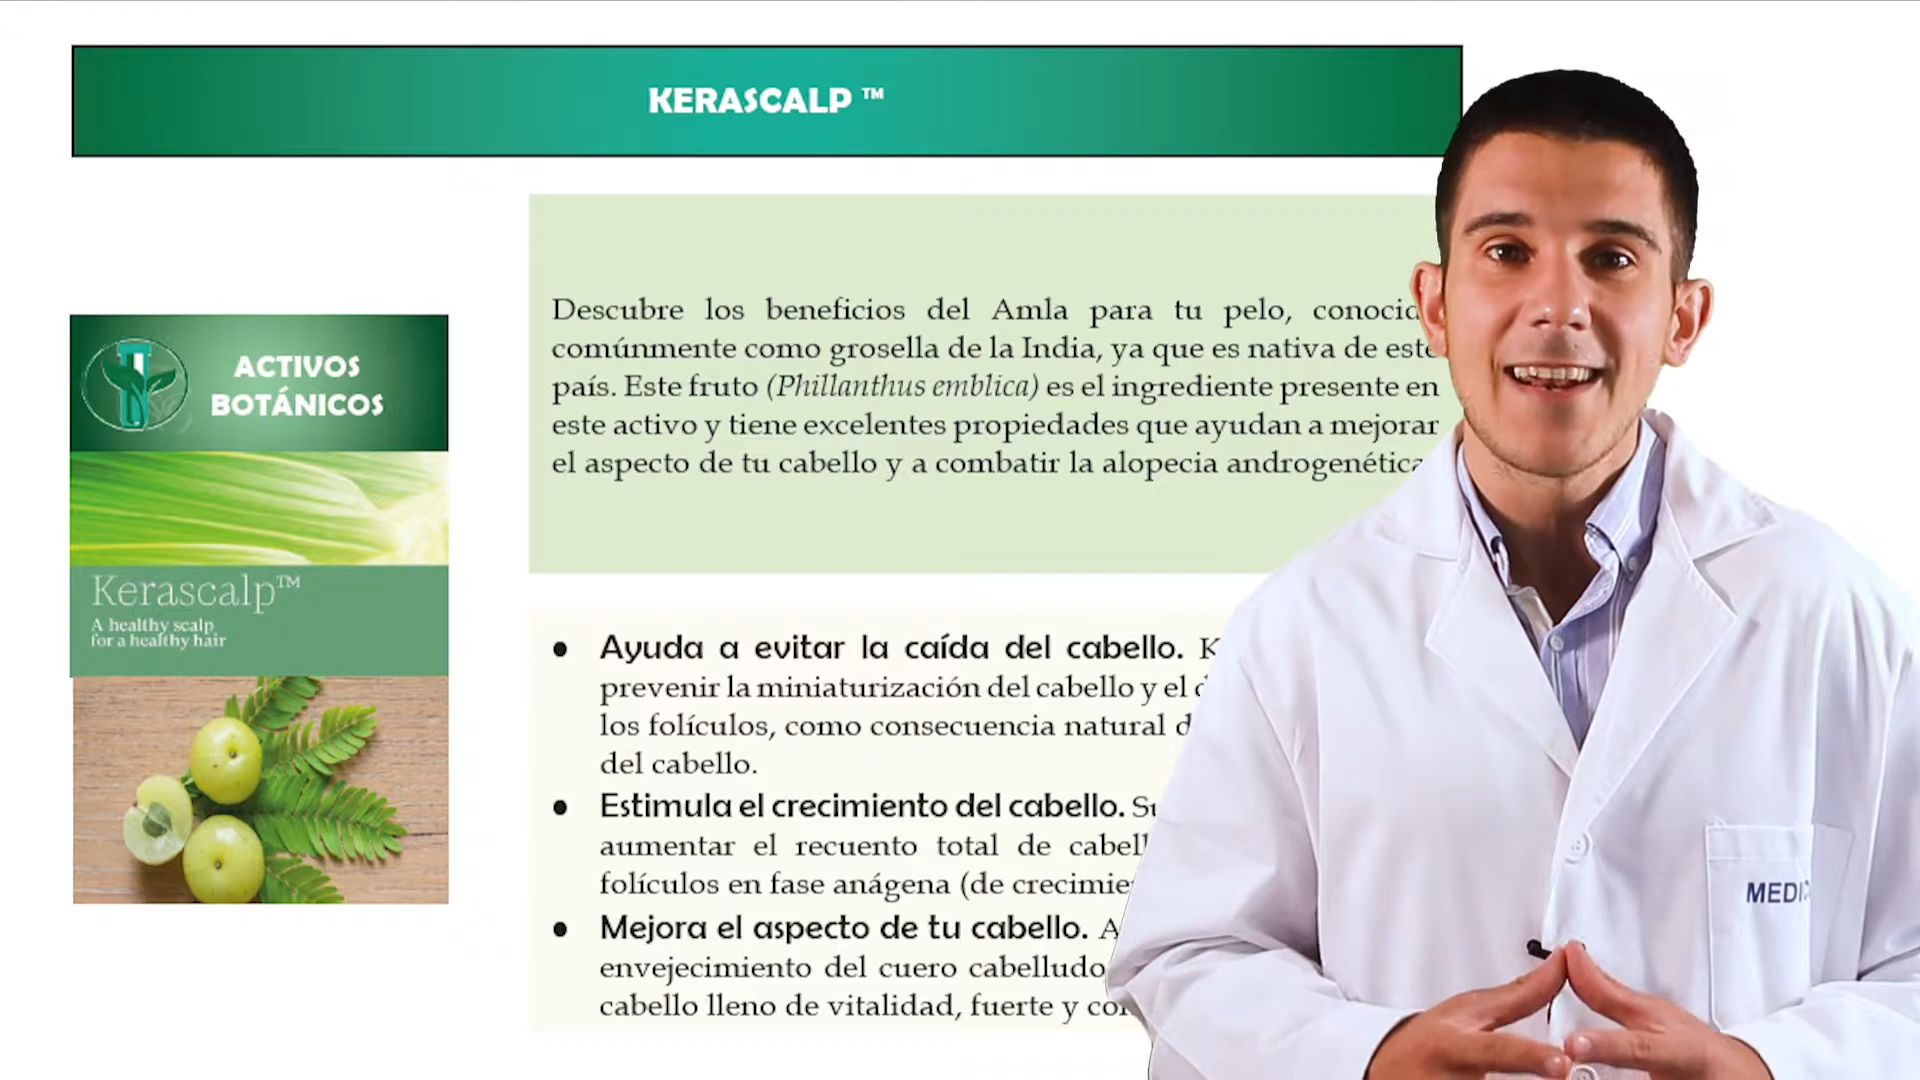 KERASCALP ™
ACTIVOS
BOTÁNICOS
Kerascalp™
A healthy scalp
for a healthy hair
Descubre los beneficios del Amla para tu pelo,
comúnmente como grosella de la India, ya que es nativa de este
país. Este fruto (Phillanthus emblica) es el ingrediente presente en
este activo y tiene excelentes propiedades que ayudan a mejorar
el aspecto de tu cabello y a combatir la alopecia androgenética
● Ayuda a evitar la caída del cabello. K
prevenir la miniaturización del cabello y el
los folículos, como consecuencia natural
del cabello.
● Estimula el crecimiento del cabello.
aumentar el recuento total de
folículos en fase anágena (de
● Mejora el aspecto de tu cabello. A
envejecimiento del cuero cabelludo
cabello lleno de vitalidad, fuerte y
MEDIC